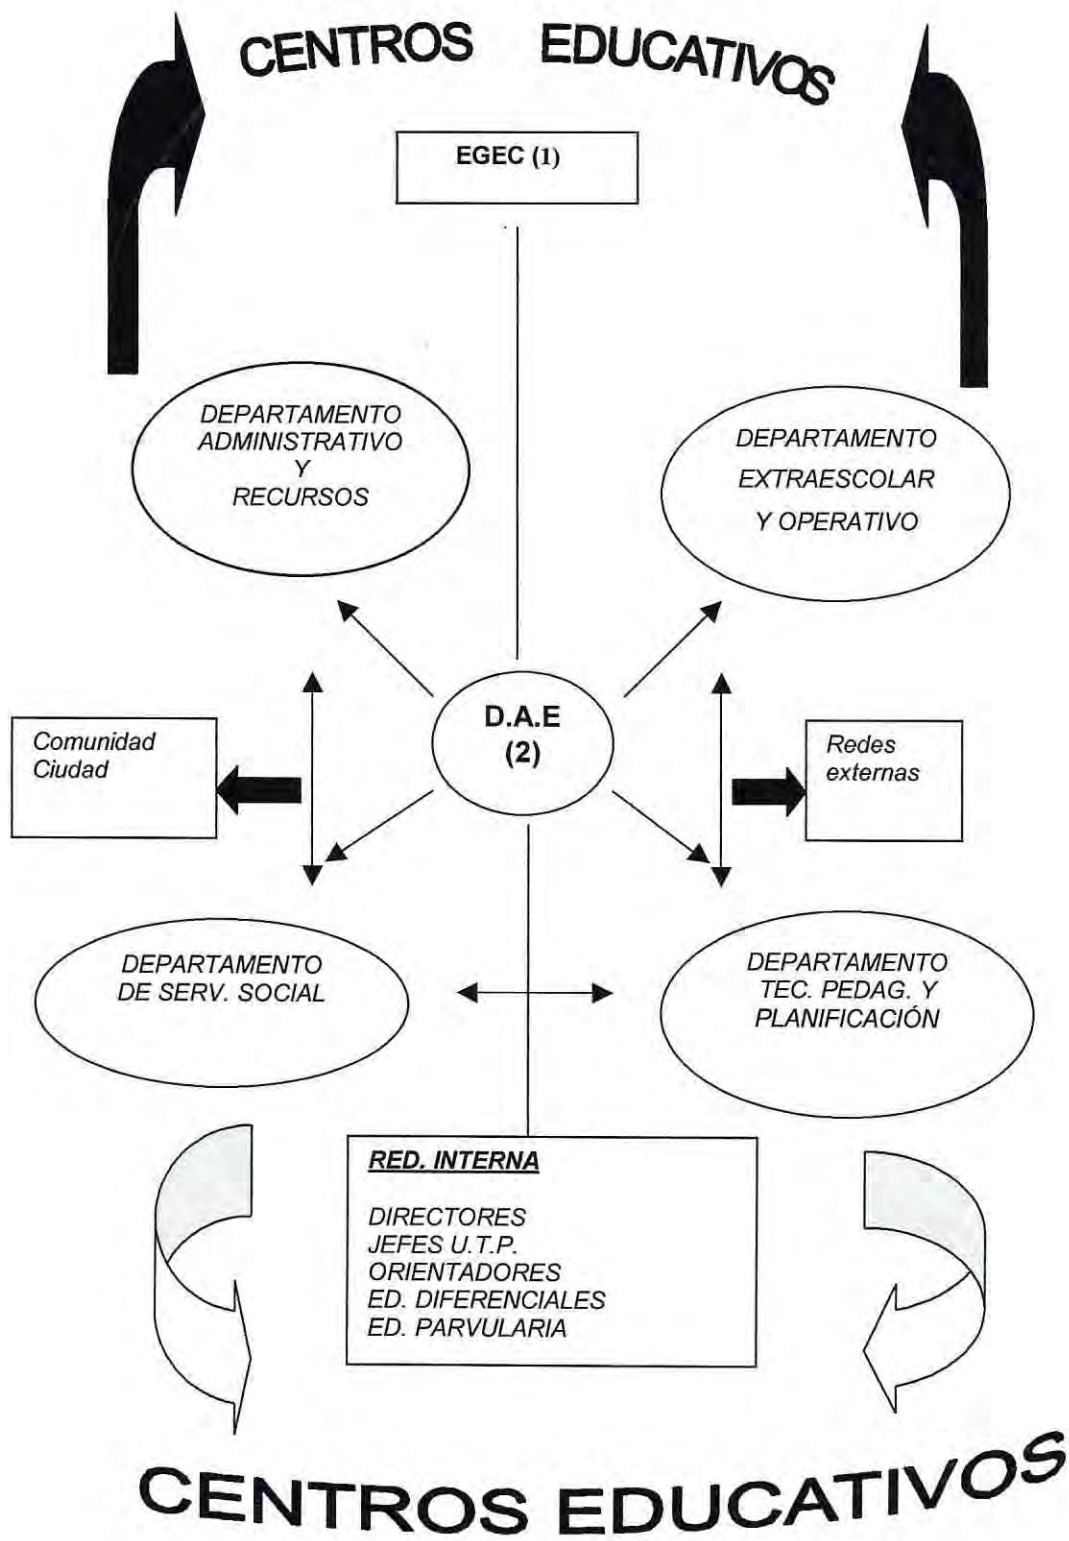 CENTROS EDUCATIVOS
EGEC (1)
DEPARTAMENTO
ADMINISTRATIVO
Y
RECURSOS
DEPARTAMENTO
EXTRAESCOLAR
Y OPERATIVO
D.A.E
(2)
Comunidad
Ciudad
Redes
externas
DEPARTAMENTO
DE SERV. SOCIAL
DEPARTAMENTO
TEC. PEDAG. Y
PLANIFICACIÓN
RED. INTERNA
DIRECTORES
JEFES U.T.P.
ORIENTADORES
ED. DIFERENCIALES
ED. PARVULARIA
CENTROS EDUCATIVOS